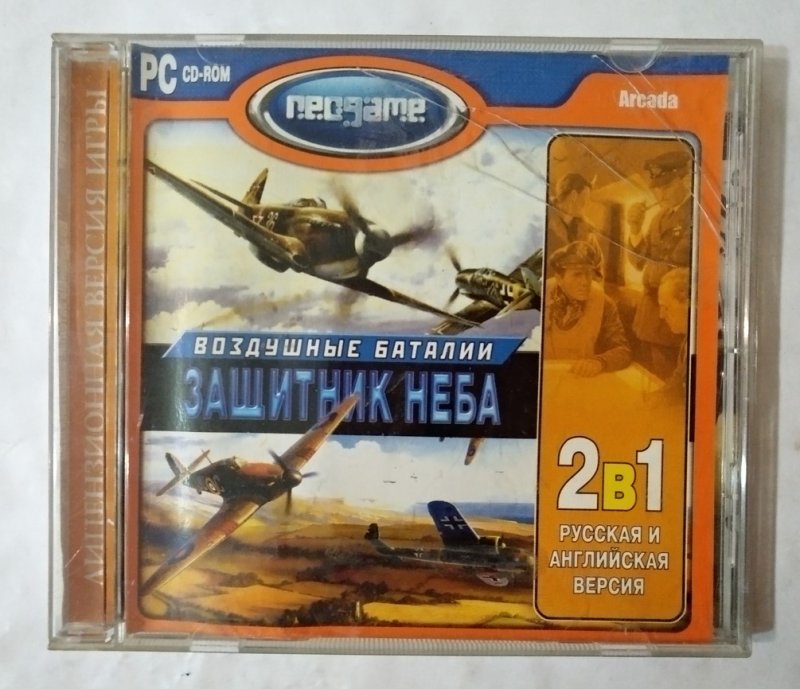 PC CD-ROM
neogame
Arcada
ЛИЦЕНЗИОННАЯ ВЕРСИЯ ИГРЫ
ВОЗДУШНЫЕ БАТАЛИИ
ЗАЩИТНИК НЕБА
2в1
РУССКАЯ И
АНГЛИЙСКАЯ
ВЕРСИЯ